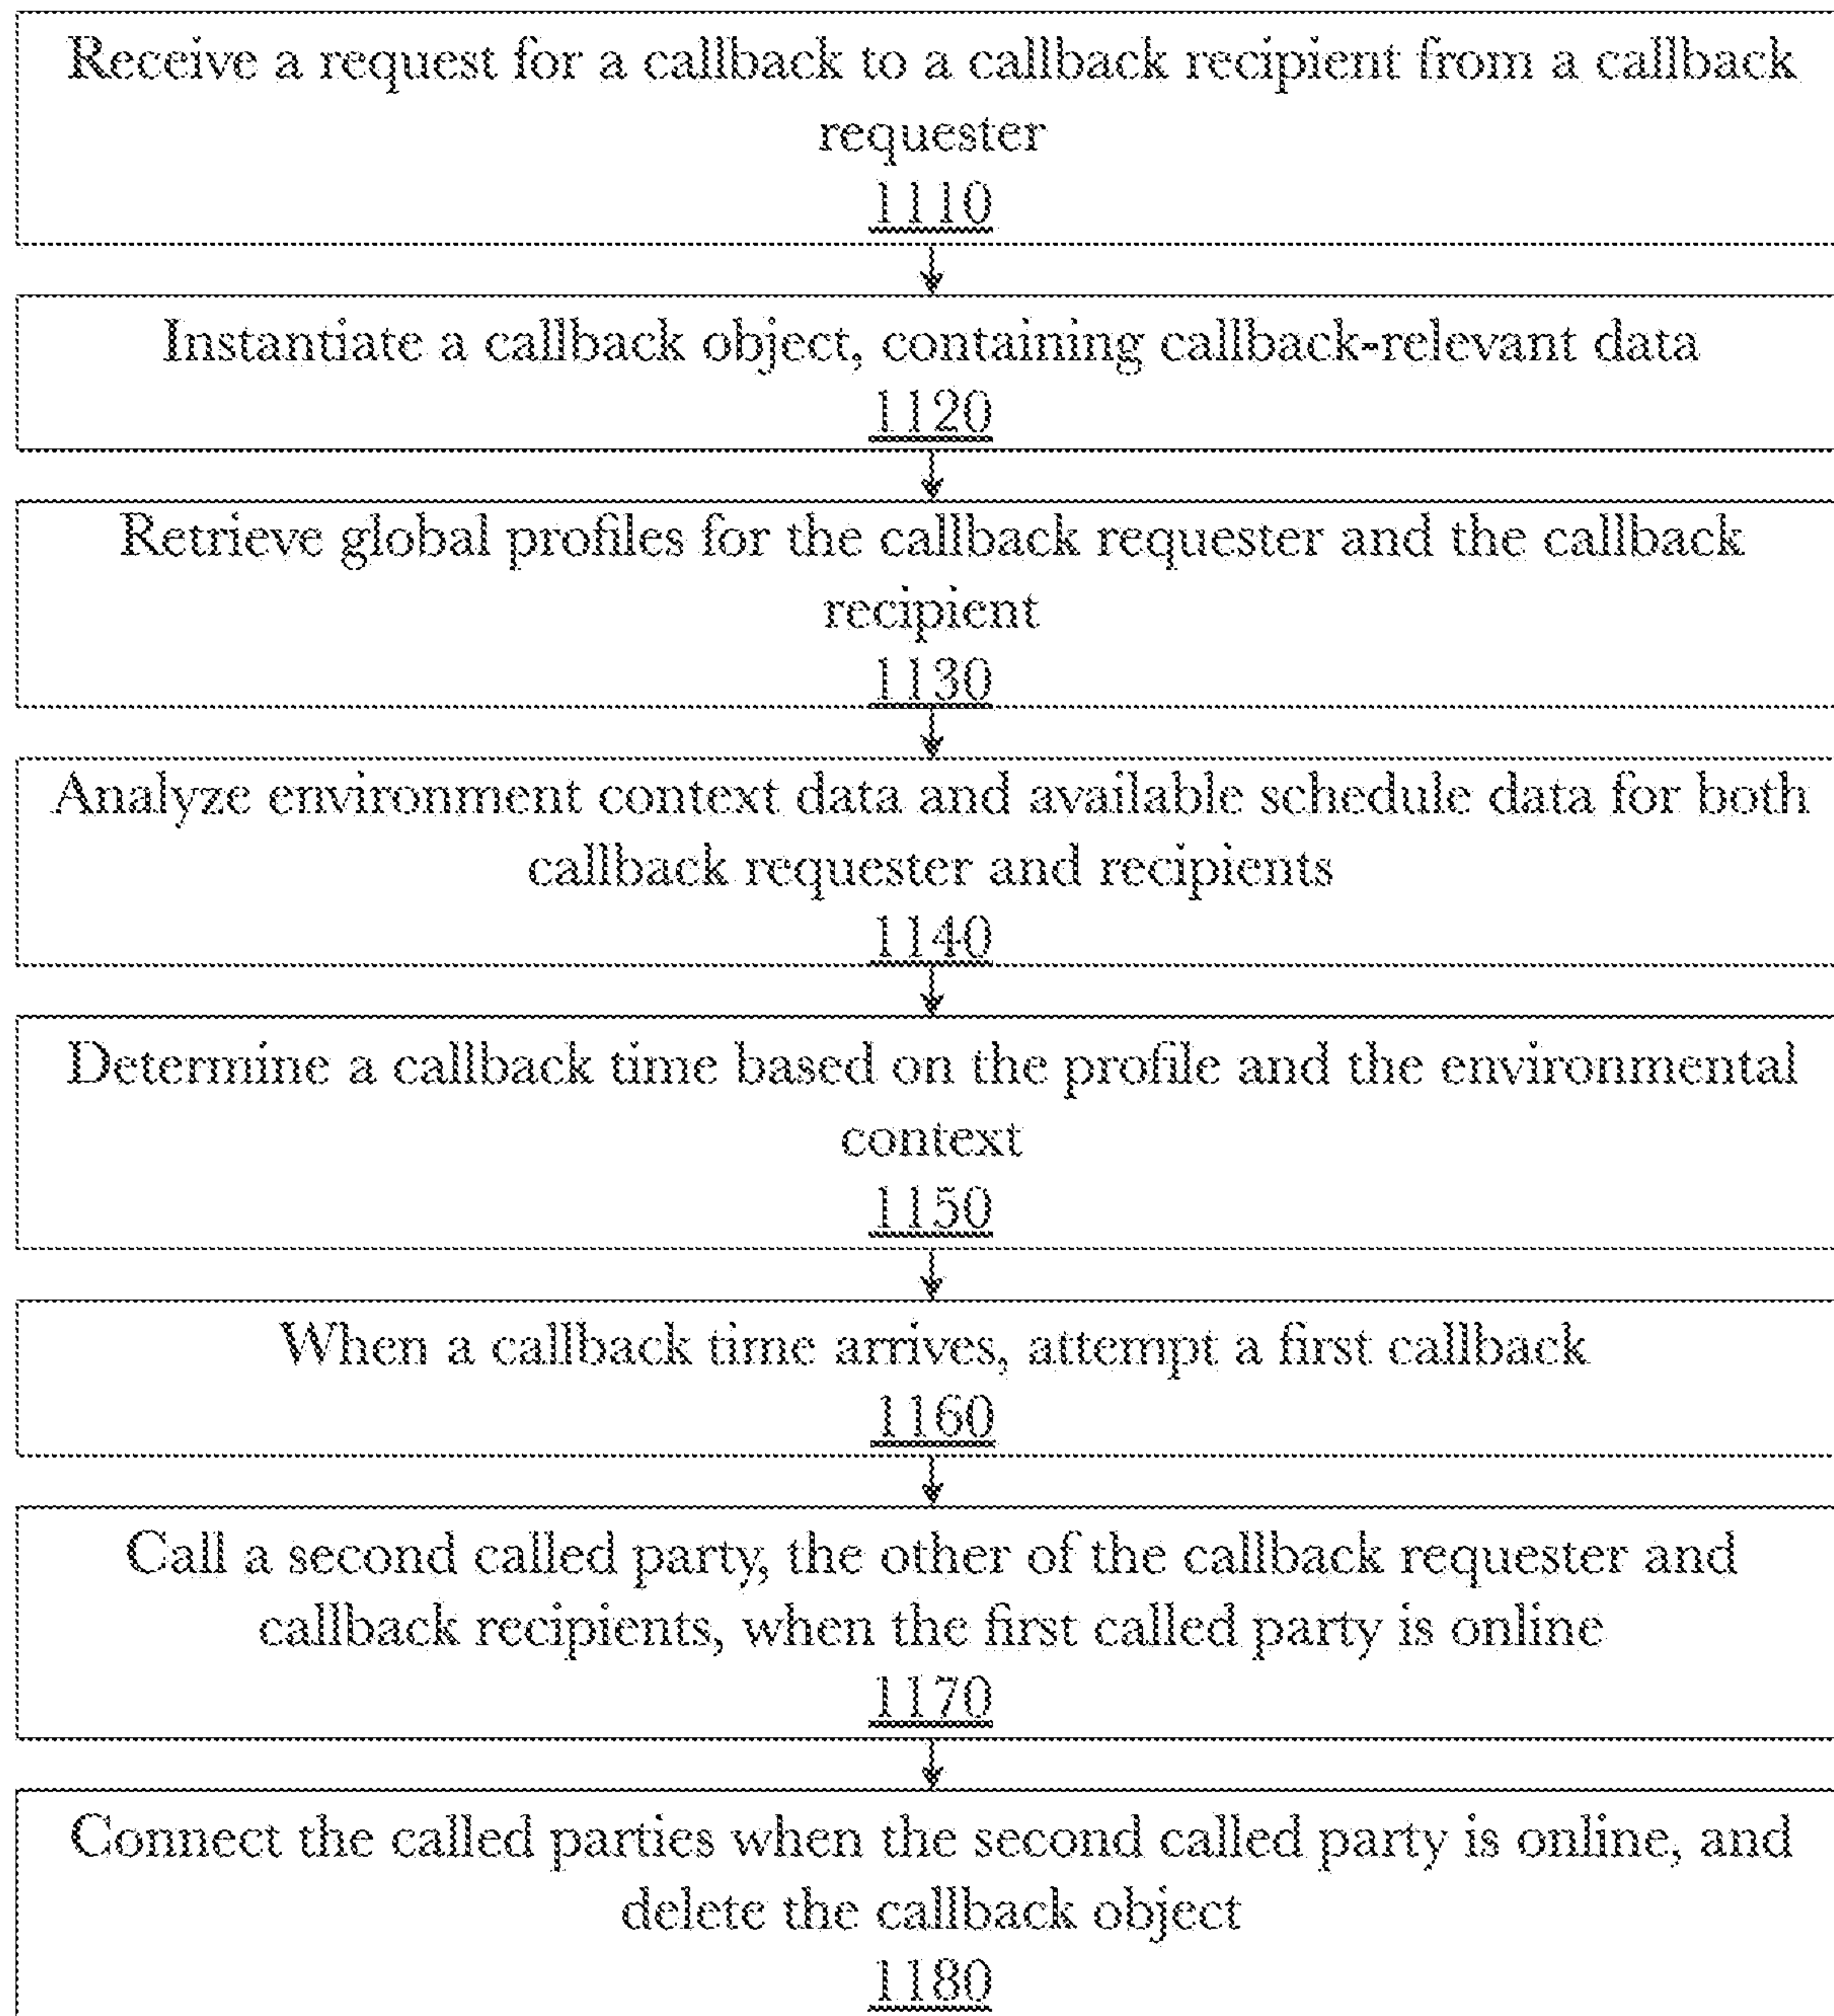 Receive a request for a callback to a callback recipient from a callback
requester
1110
Instantiate a callback object, containing callback-relevant data
1120
Retrieve global profiles for the callback requester and the callback
recipient
1130
Analyze environment context data and available schedule data for both
callback requester and recipients
1140
Determine a callback time based on the profile and the environmental
context
1150
When a callback time arrives, attempt a first callback
1160
Call a second called party, the other of the callback requester and
callback recipients, when the first called party is online
1170
Connect the called parties when the second called party is online, and
delete the callback object
1180